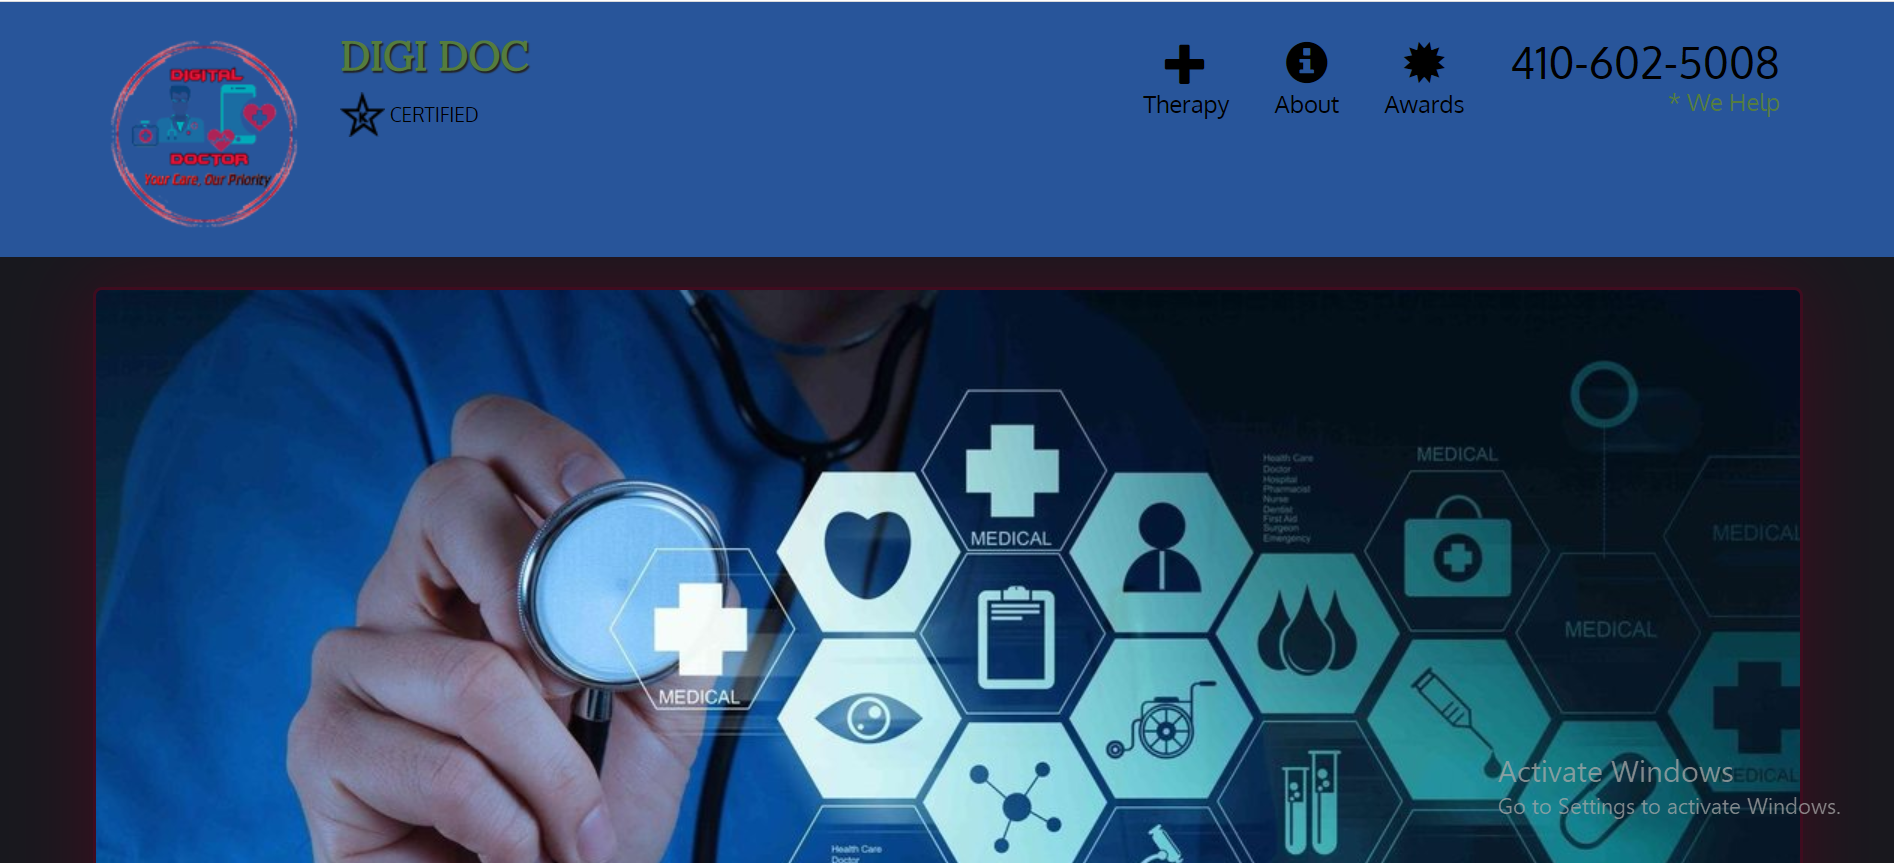 DIGITAL
DOCTOR
Your Care, Our Priority
DIGI DOC
K CERTIFIED
Therapy
About
Awards
410-602-5008
* We Help
MEDICAL
Health Care
Doctor
Hospital
Pharmacist
Nurse
Dentist
First Aid
Surgeon
Emergency
MEDICAL
MEDICAL
MEDICAL
MEDICAL
MEDICAL
EDICAL
Activate Windows
Go to Settings to activate Windows.
Health Care
Doctor